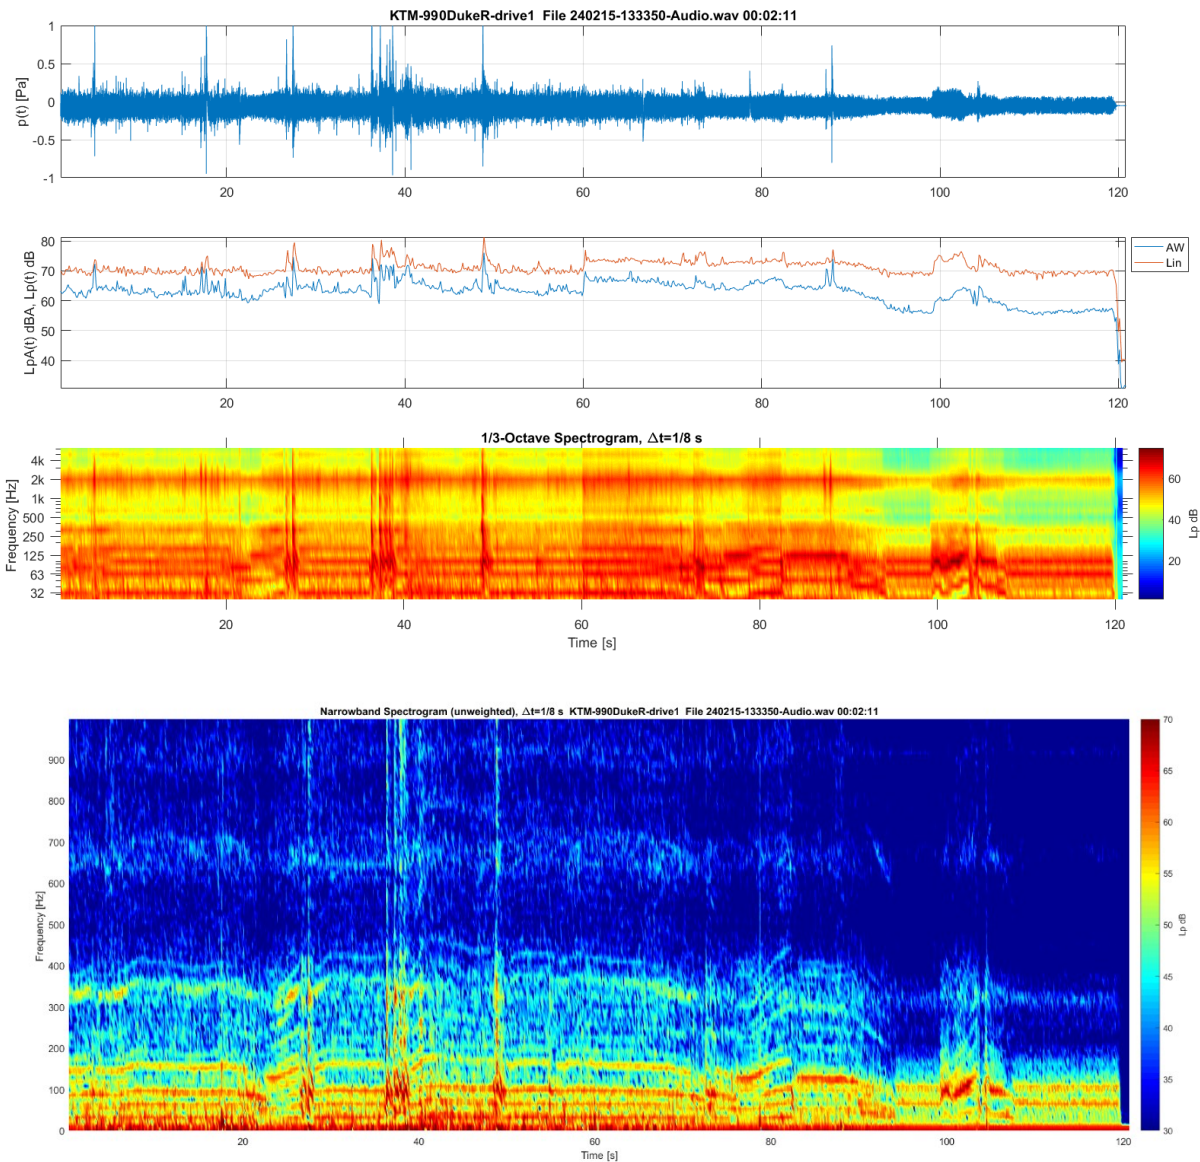 KTM-990DukeR-drive1 File 240215-133350-Audio.wav 00:02:11
1
0.5
0
-0.5
-1
p(t) [Pa]
20 40 60 80 100 120
80
70
60
50
40
LpA(t) dBA, Lp(t) dB
AW
Lin
20 40 60 80 100 120
1/3-Octave Spectrogram, Δt=1/8 s
4k
2k
1k
500
250
125
63
32
Frequency [Hz]
60
40
20
Lp dB
20 40 60 80 100 120
Time [s]
Narrowband Spectrogram (unweighted), Δt=1/8 s KTM-990DukeR-drive1 File 240215-133350-Audio.wav 00:02:11
900
800
700
600
500
400
300
200
100
0
Frequency [Hz]
70
65
60
55
50
45
40
35
30
Lp dB
20 40 60 80 100 120
Time [s]